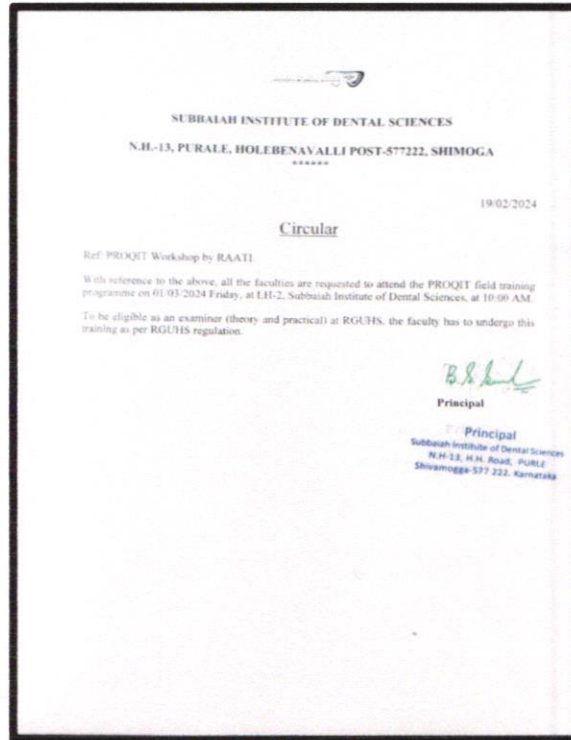 SUBBAIAH INSTITUTE OF DENTAL SCIENCES
N.H.-13, PURALE, HOLEBENAVALLI POST-577222, SHIMOGA
******
19/02/2024
Circular
Ref: PROQIT Workshop by RAATI.
With reference to the above, all the faculties are requested to attend the PROQIT field training
programme on 01/03/2024 Friday, at LH-2, Subbaiah Institute of Dental Sciences, at 10:00 AM.
To be eligible as an examiner (theory and practical) at RGUHS, the faculty has to undergo this
training as per RGUHS regulation.
Principal
Principal
Subbaiah Institute of Dental Sciences
N.H-13, H.H. Road, PURLE
Shivamogga-577 222. Karnataka